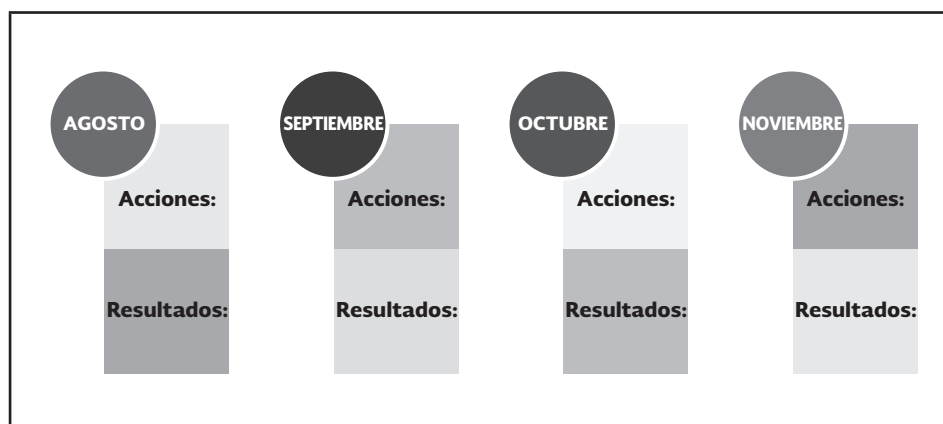 AGOSTO
Acciones:
Resultados:
SEPTIEMBRE
Acciones:
Resultados:
OCTUBRE
Acciones:
Resultados:
NOVIEMBRE
Acciones:
Resultados: